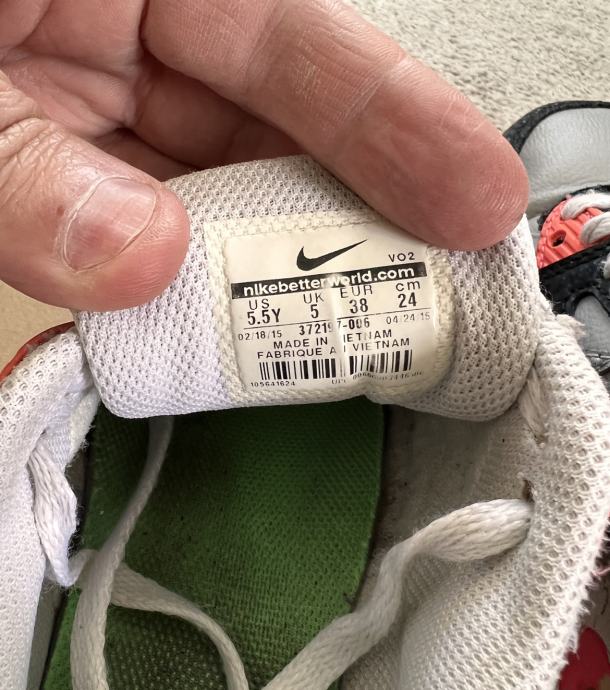 VO2
nikebetterworld.com
US UK EUR cm
5.5Y 5 38 24
02/18/15 372197-006 04/24/15
MADE IN VIETNAM
FABRIQUE AU VIETNAM
105641624